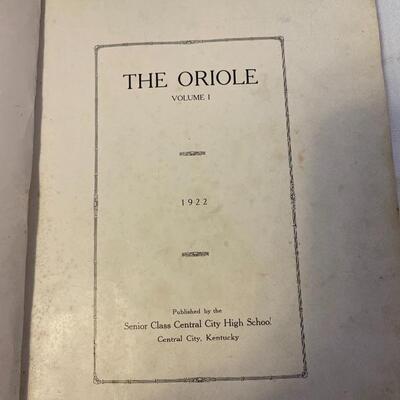 THE ORIOLE
VOLUME I
1922
Published by the
Senior Class Central City High School
Central City, Kentucky